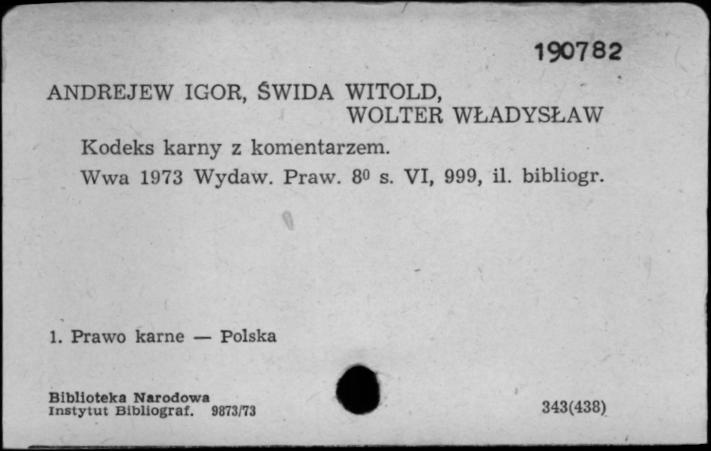 190782
ANDREJEW IGOR, ŚWIDA WITOLD,
WOLTER WŁADYSŁAW
Kodeks karny z komentarzem.
Wwa 1973 Wydaw. Praw. 8⁰ s. VI, 999, il. bibliogr.
1. Prawo karne — Polska
Biblioteka Narodowa
Instytut Bibliograf. 9873/73
343(438)